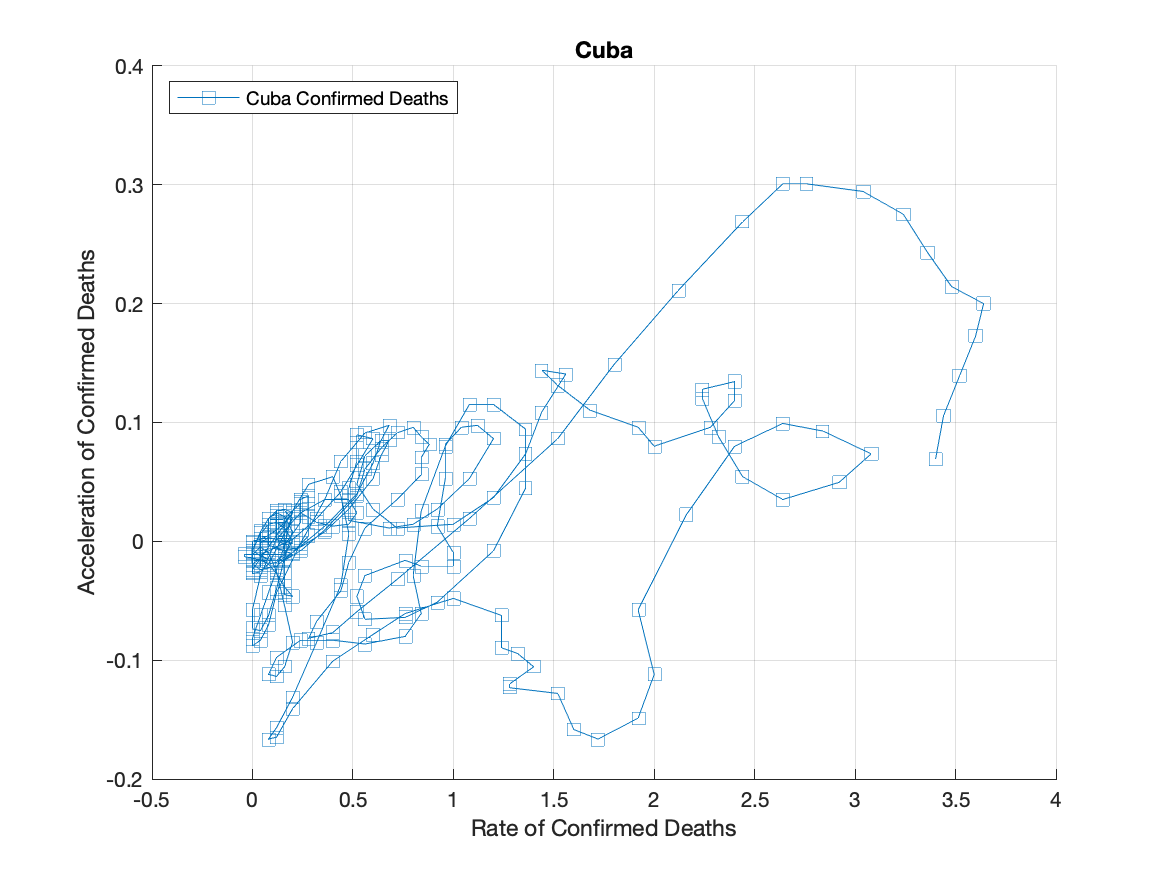 Cuba
0.4
Cuba Confirmed Deaths
0.3
0.2
0.1
0
-0.1
-0.2
Acceleration of Confirmed Deaths
-0.5 0 0.5 1 1.5 2 2.5 3 3.5 4
Rate of Confirmed Deaths